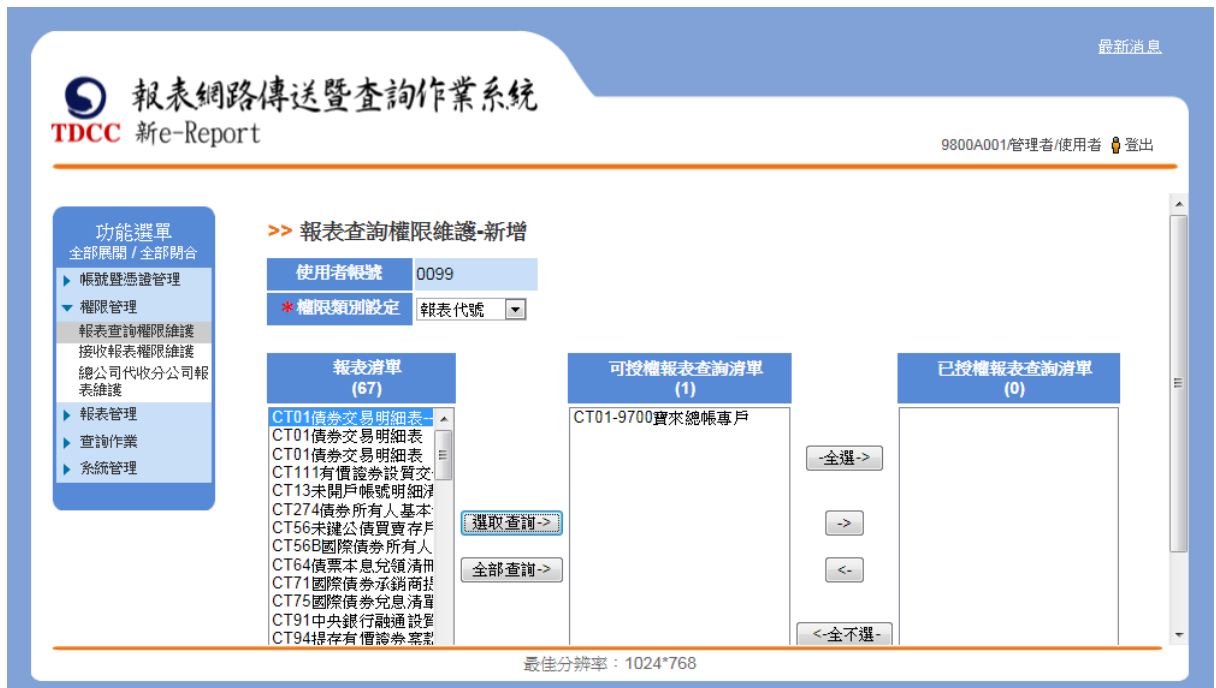 最新消息
報表網路傳送暨查詢作業系統
TDCC 新e-Report
9800A001/管理者/使用者 登出
功能選單
全部展開 / 全部閉合
帳號暨憑證管理
權限管理
報表查詢權限維護
接收報表權限維護
總公司代收分公司報
表維護
報表管理
查詢作業
系統管理
>> 報表查詢權限維護-新增
使用者帳號 0099
*權限類別設定 報表代號
報表清單
(67)
CT01債券交易明細表--
CT01債券交易明細表
CT01債券交易明細表
CT111有價證券設質交
CT13未開戶帳號明細清
CT274債券所有人基本
CT56未鍵公債買賣存戶
CT56B國際債券所有人
CT64債票本息兌領清冊
CT71國際債券承銷商提
CT75國際債券兌息清單
CT91中央銀行融通設質
CT94提存有價證券案款
選取查詢->
全部查詢->
可授權報表查詢清單
(1)
CT01-9700寶來總帳專戶
-全選->
->
<-
<-全不選-
已授權報表查詢清單
(0)
最佳分辨率：1024*768